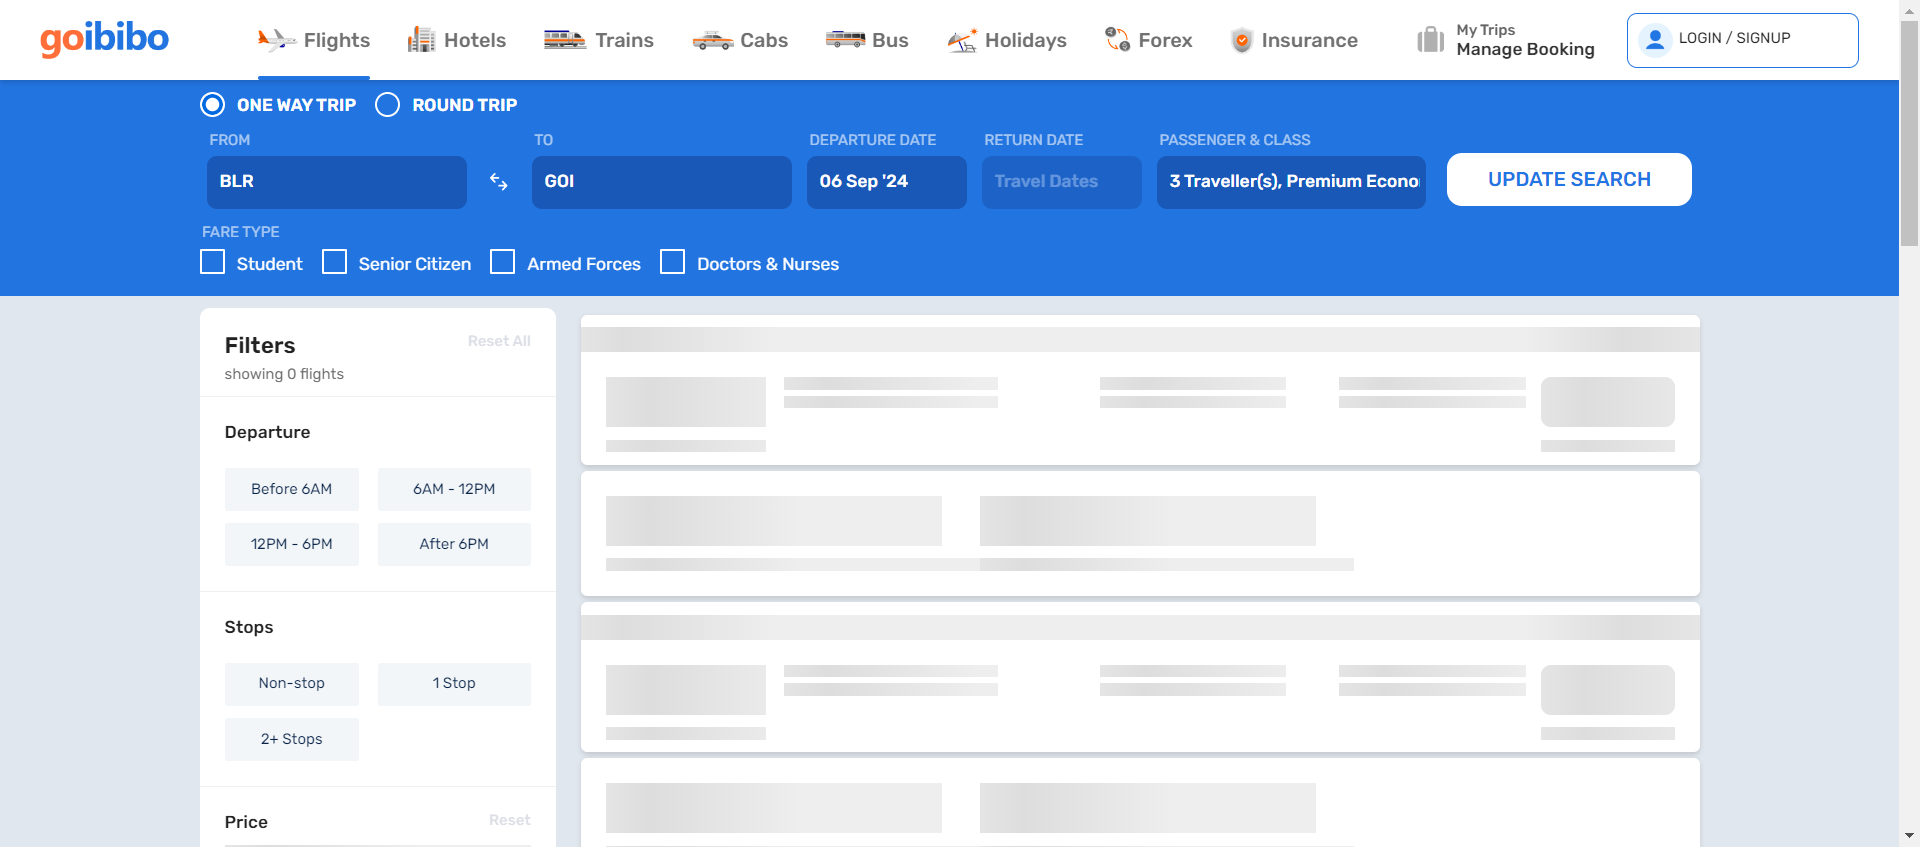 goibibo
Flights
Hotels
Trains
Cabs
Bus
Holidays
Forex
Insurance
My Trips
Manage Booking
LOGIN / SIGNUP
ONE WAY TRIP
ROUND TRIP
FROM
TO
DEPARTURE DATE
RETURN DATE
PASSENGER & CLASS
BLR
GOI
06 Sep '24
Travel Dates
3 Traveller(s), Premium Econo
UPDATE SEARCH
FARE TYPE
Student
Senior Citizen
Armed Forces
Doctors & Nurses
Filters
Reset All
showing 0 flights
Departure
Before 6AM
6AM - 12PM
12PM - 6PM
After 6PM
Stops
Non-stop
1 Stop
2+ Stops
Price
Reset